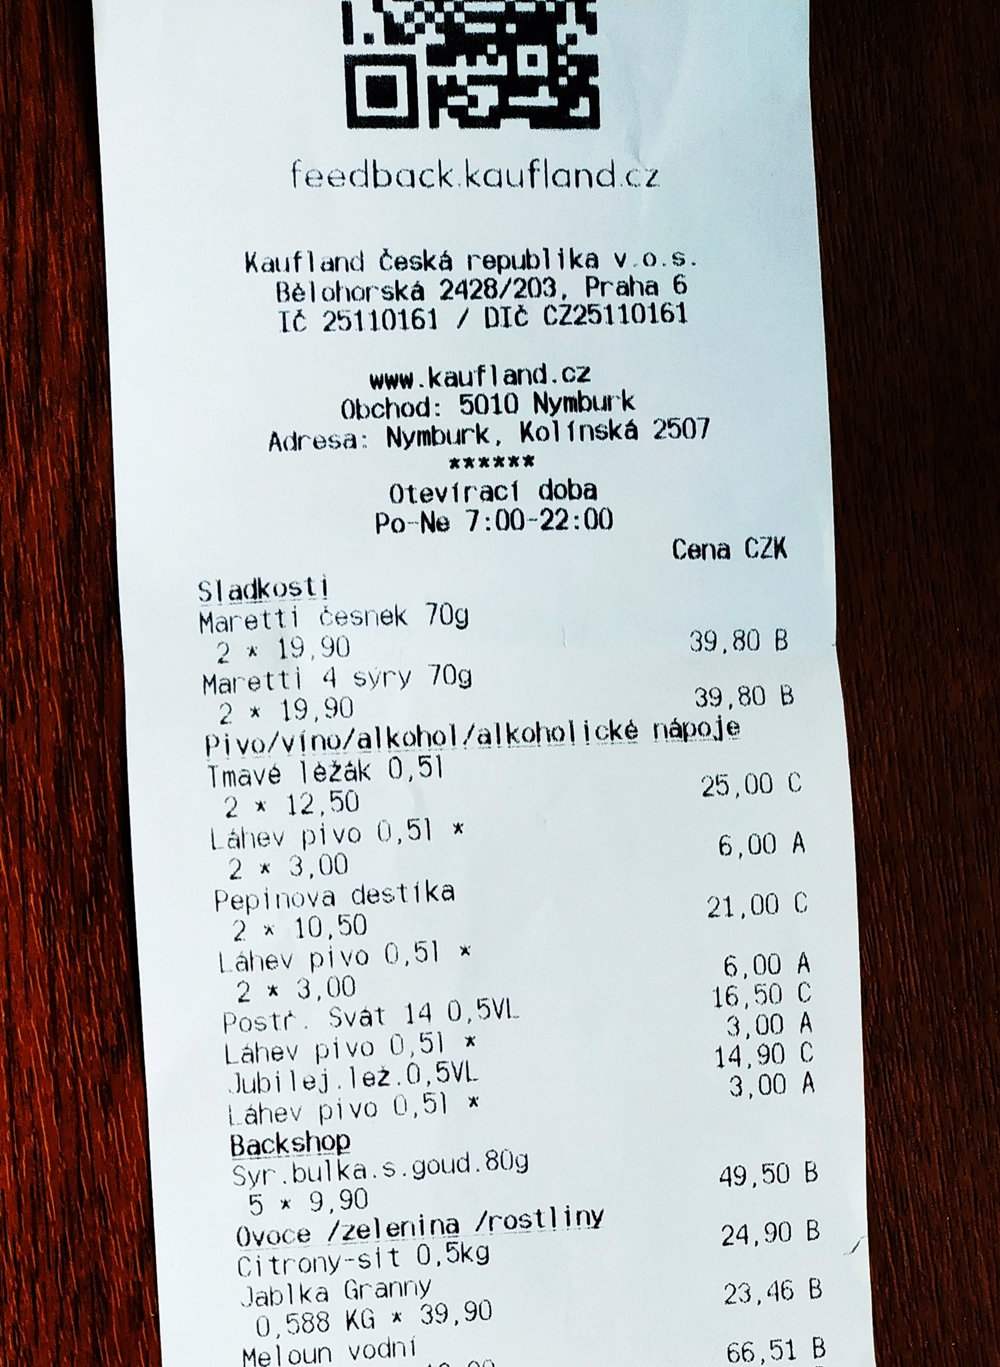 feedback.kaufland.cz
Kaufland česká republika v.o.s.
Bělohorská 2428/203, Praha 6
IČ 25110161 / DIČ CZ25110161
www.kaufland.cz
Obchod: 5010 Nymburk
Adresa: Nymburk, Kolínská 2507
******
Otevírací doba
Po-Ne 7:00-22:00
Cena CZK
Sladkosti
Maretti česnek 70g
2 * 19,90 39,80 B
Maretti 4 sýry 70g
2 * 19,90 39,80 B
Pivo/víno/alkohol/alkoholické nápoje
Tmavé ležák 0,5l
2 * 12,50 25,00 C
Láhev pivo 0,5l *
2 * 3,00 6,00 A
Pepinova destíka
2 * 10,50 21,00 C
Láhev pivo 0,5l *
2 * 3,00 6,00 A
Postř. Svát 14 0,5VL 16,50 C
Láhev pivo 0,5l * 3,00 A
Jubilej.lež.0,5VL 14,90 C
Láhev pivo 0,5l * 3,00 A
Backshop
Syr.bulka.s.goud.80g
5 * 9,90 49,50 B
Ovoce /zelenina /rostliny
Citrony-sít 0,5kg 24,90 B
Jablka Granny
0,588 KG * 39,90 23,46 B
Meloun vodní
66,51 B